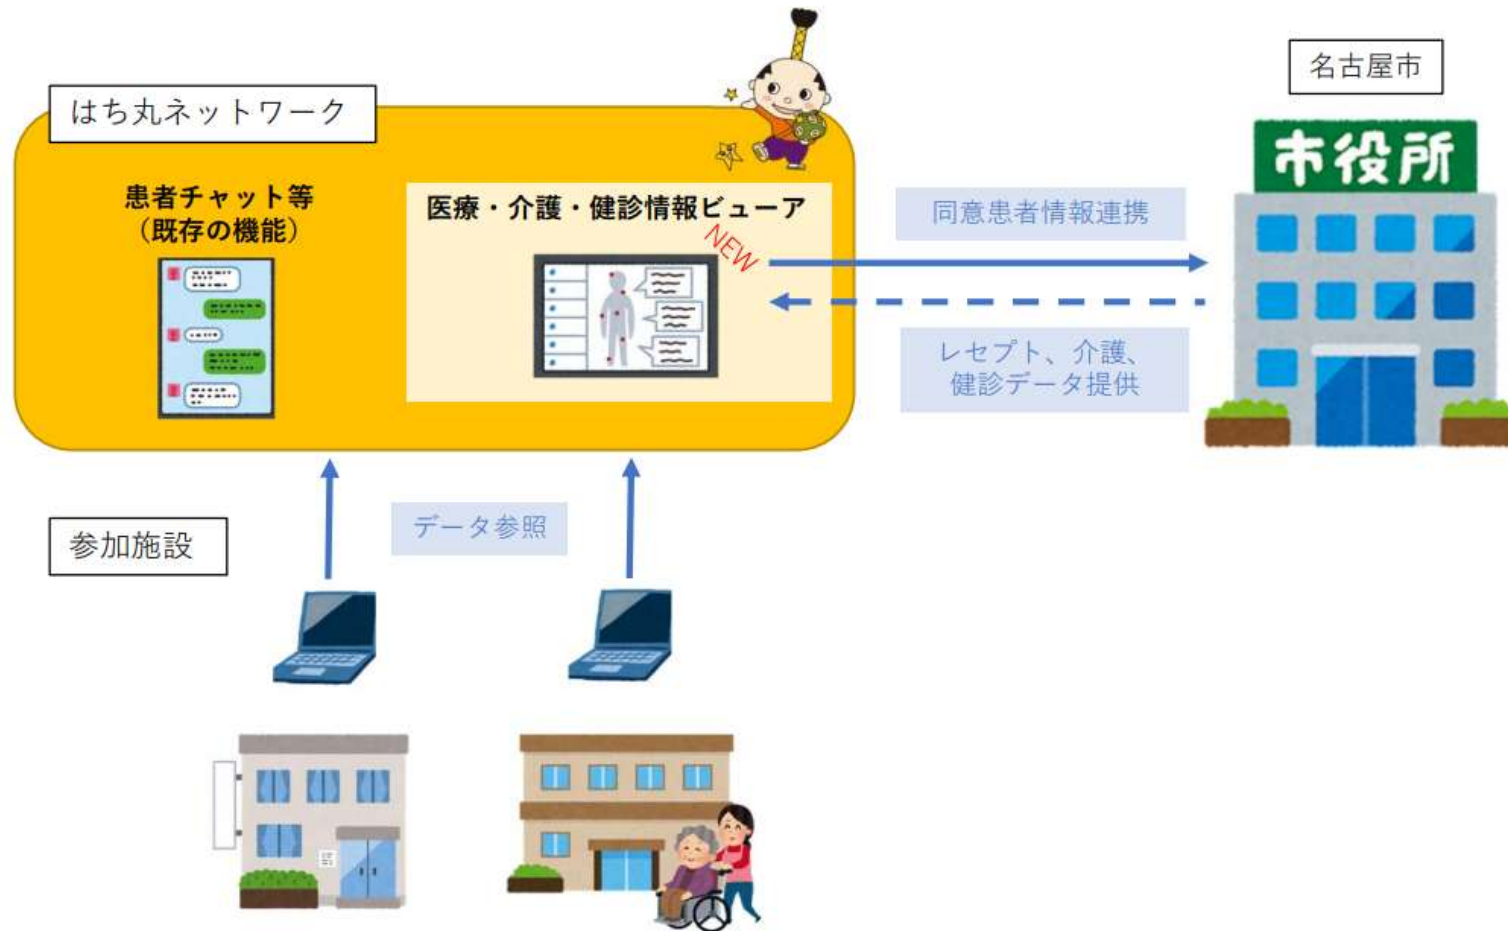 はち丸ネットワーク
名古屋市
市役所
患者チャット等
（既存の機能）
医療・介護・健診情報ビューア
NEW
同意患者情報連携
レセプト、介護、
健診データ提供
参加施設
データ参照